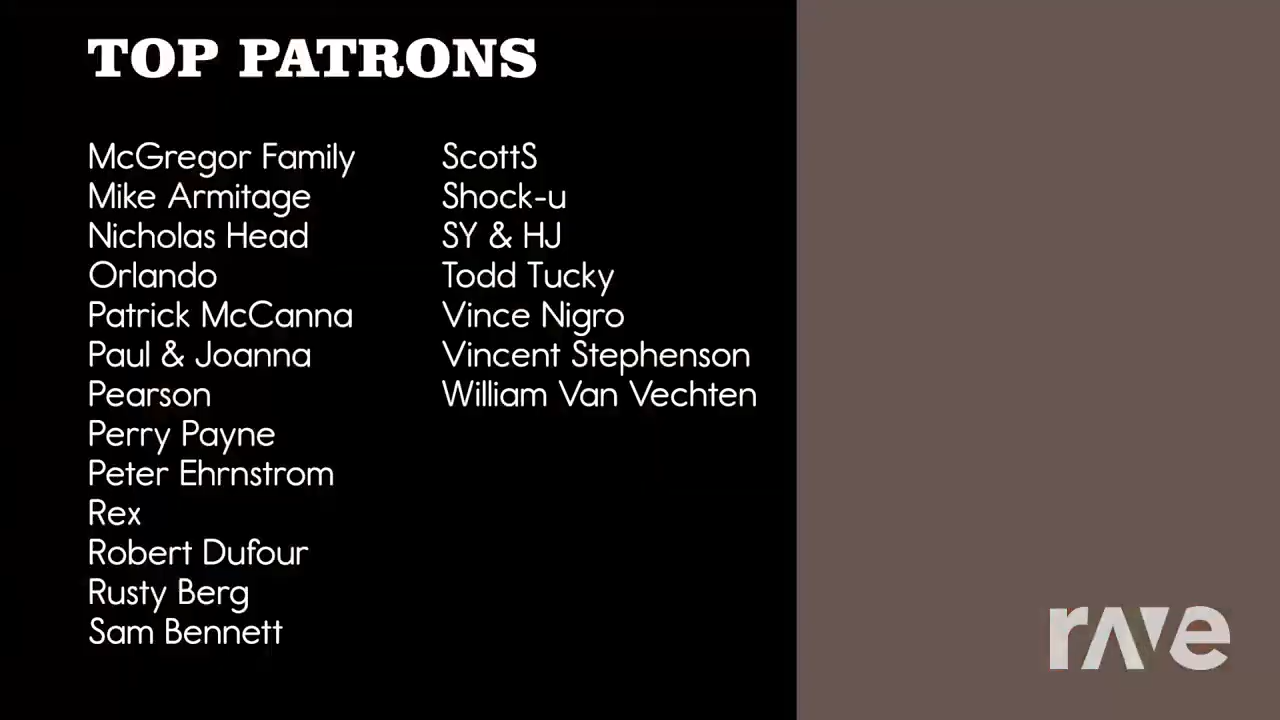 TOP PATRONS
McGregor Family
Mike Armitage
Nicholas Head
Orlando
Patrick McCanna
Paul & Joanna
Pearson
Perry Payne
Peter Ehrnstrom
Rex
Robert Dufour
Rusty Berg
Sam Bennett
ScottS
Shock-u
SY & HJ
Todd Tucky
Vince Nigro
Vincent Stephenson
William Van Vechten
rave